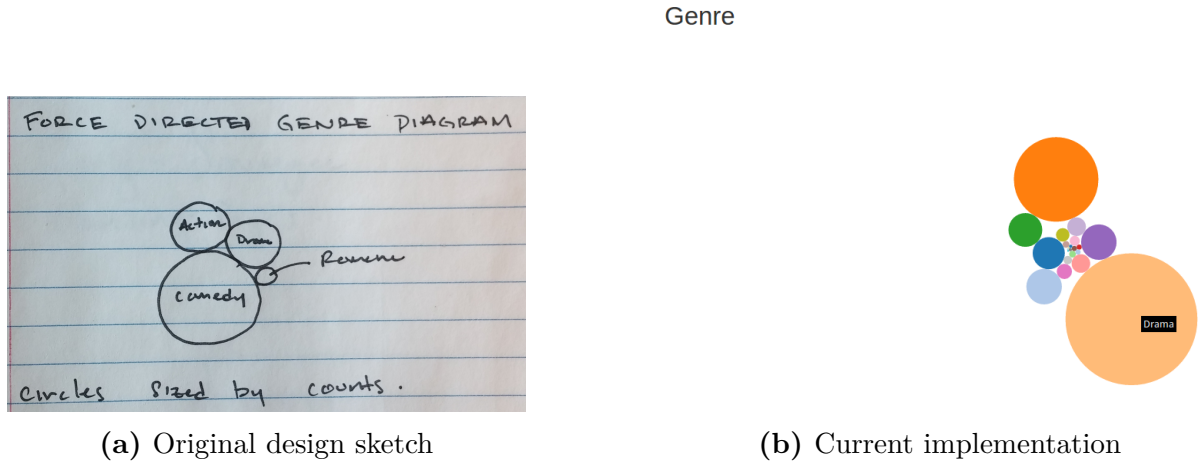 Genre
FORCE DIRECTED GENRE DIAGRAM
Action
Drama
Romance
Comedy
Drama
Circles Sized by counts.
(a) Original design sketch
(b) Current implementation